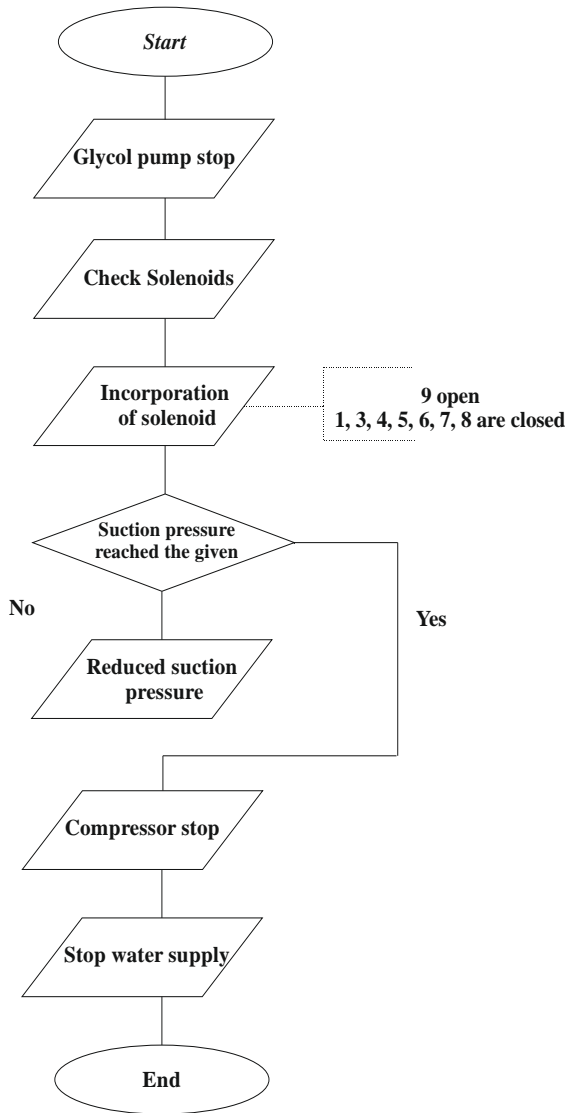 Start
Glycol pump stop
Check Solenoids
Incorporation
of solenoid
9 open
1, 3, 4, 5, 6, 7, 8 are closed
Suction pressure
reached the given
No
Yes
Reduced suction
pressure
Compressor stop
Stop water supply
End